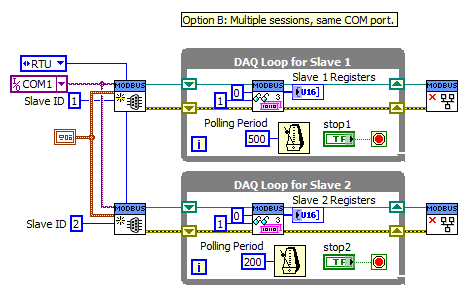 Option B: Multiple sessions, same COM port.
RTU
COM1
Slave ID 1
MODBUS
DAQ Loop for Slave 1
Slave 1 Registers
MODBUS
3
0
1
U16
Polling Period
500
stop1
TF
i
MODBUS
DAQ Loop for Slave 2
Slave 2 Registers
MODBUS
3
0
1
U16
Slave ID 2
MODBUS
Polling Period
200
stop2
TF
i
MODBUS